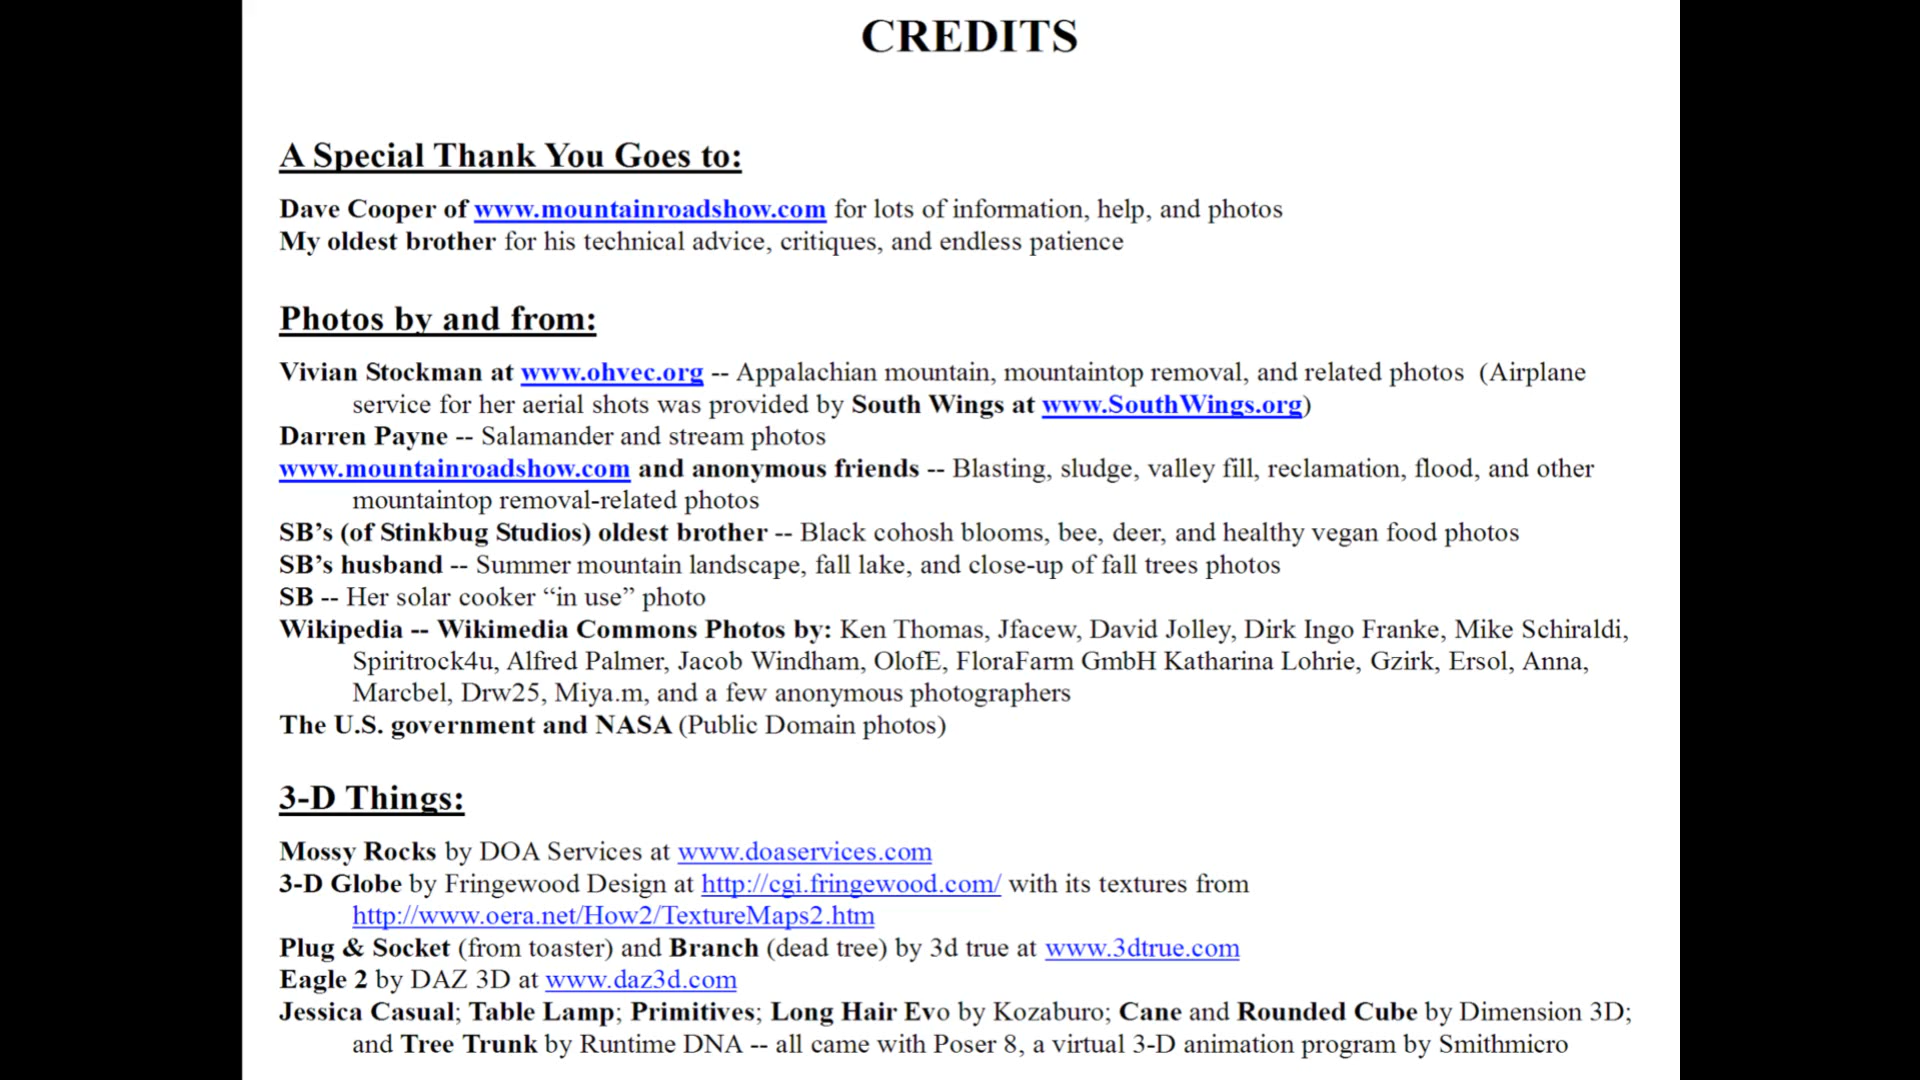 CREDITS
A Special Thank You Goes to:
Dave Cooper of www.mountainroadshow.com for lots of information, help, and photos
My oldest brother for his technical advice, critiques, and endless patience
Photos by and from:
Vivian Stockman at www.ohvec.org -- Appalachian mountain, mountaintop removal, and related photos  (Airplane
service for her aerial shots was provided by South Wings at www.SouthWings.org)
Darren Payne -- Salamander and stream photos
www.mountainroadshow.com and anonymous friends -- Blasting, sludge, valley fill, reclamation, flood, and other
mountaintop removal-related photos
SB’s (of Stinkbug Studios) oldest brother -- Black cohosh blooms, bee, deer, and healthy vegan food photos
SB’s husband -- Summer mountain landscape, fall lake, and close-up of fall trees photos
SB -- Her solar cooker “in use” photo
Wikipedia -- Wikimedia Commons Photos by: Ken Thomas, Jfacew, David Jolley, Dirk Ingo Franke, Mike Schiraldi,
Spiritrock4u, Alfred Palmer, Jacob Windham, OlofE, FloraFarm GmbH Katharina Lohrie, Gzirk, Ersol, Anna,
Marcbel, Drw25, Miya.m, and a few anonymous photographers
The U.S. government and NASA (Public Domain photos)
3-D Things:
Mossy Rocks by DOA Services at www.doaservices.com
3-D Globe by Fringewood Design at http://cgi.fringewood.com/ with its textures from
http://www.oera.net/How2/TextureMaps2.htm
Plug & Socket (from toaster) and Branch (dead tree) by 3d true at www.3dtrue.com
Eagle 2 by DAZ 3D at www.daz3d.com
Jessica Casual; Table Lamp; Primitives; Long Hair Evo by Kozaburo; Cane and Rounded Cube by Dimension 3D;
and Tree Trunk by Runtime DNA -- all came with Poser 8, a virtual 3-D animation program by Smithmicro